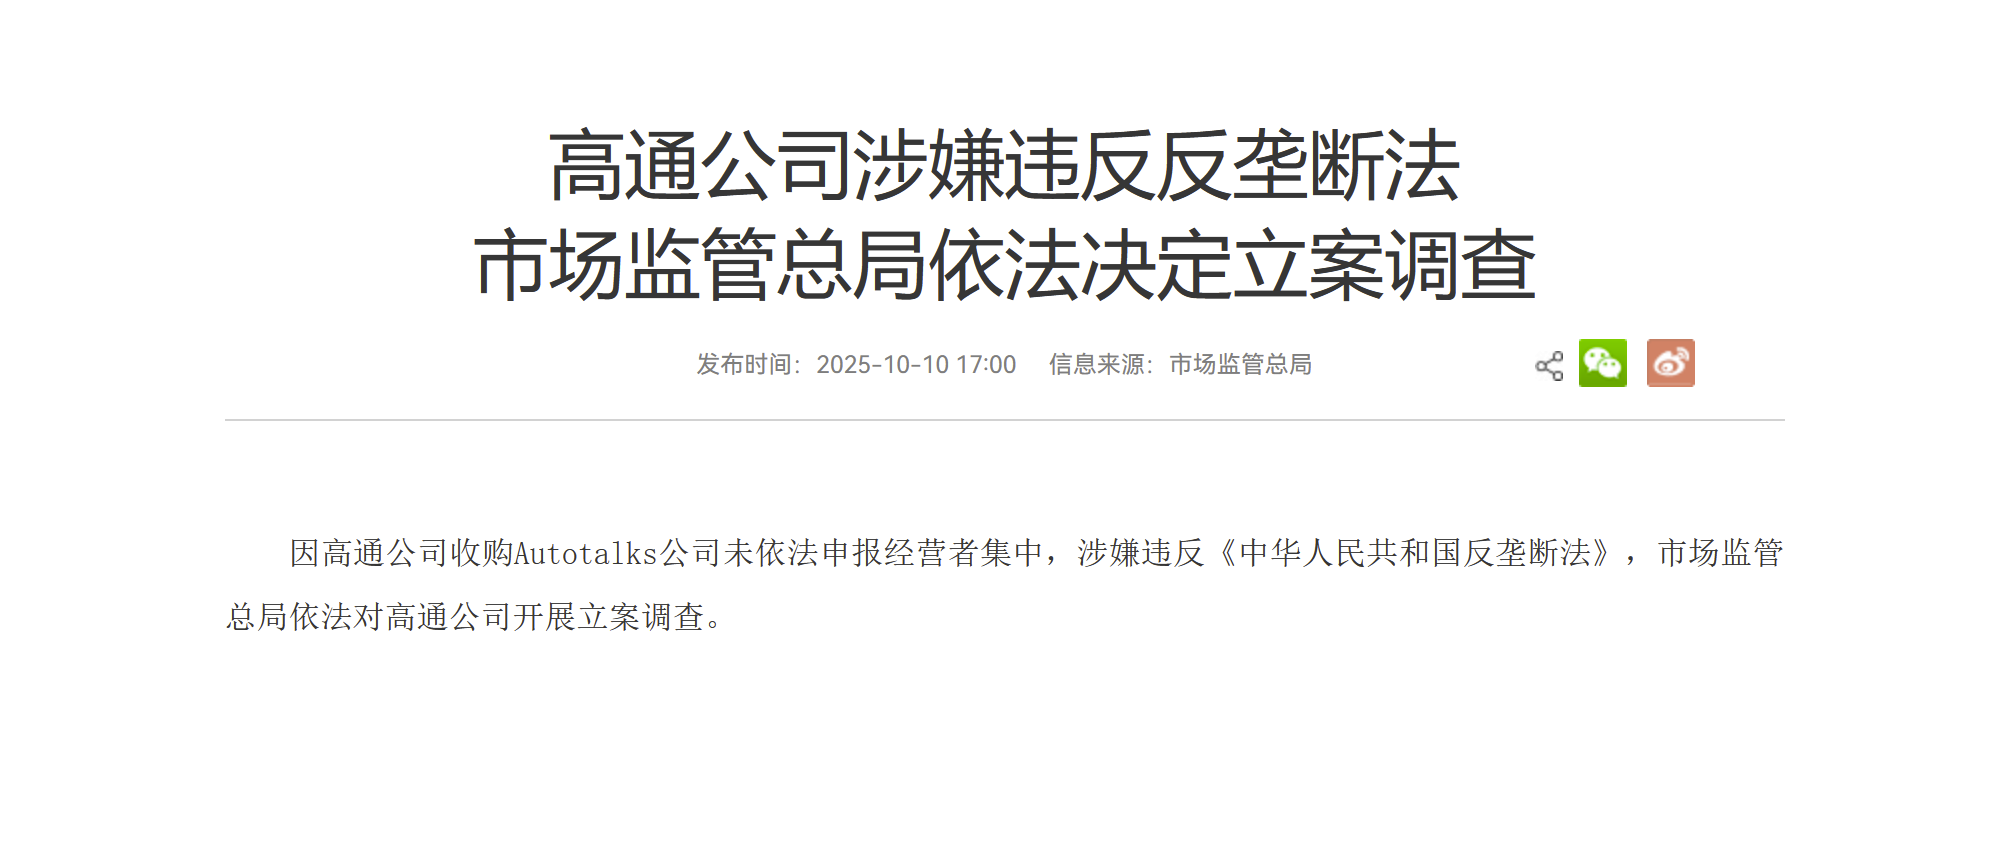 高通公司涉嫌违反反垄断法
市场监管总局依法决定立案调查
发布时间：2025-10-10 17:00 信息来源：市场监管总局
因高通公司收购Autotalks公司未依法申报经营者集中，涉嫌违反《中华人民共和国反垄断法》，市场监管
总局依法对高通公司开展立案调查。